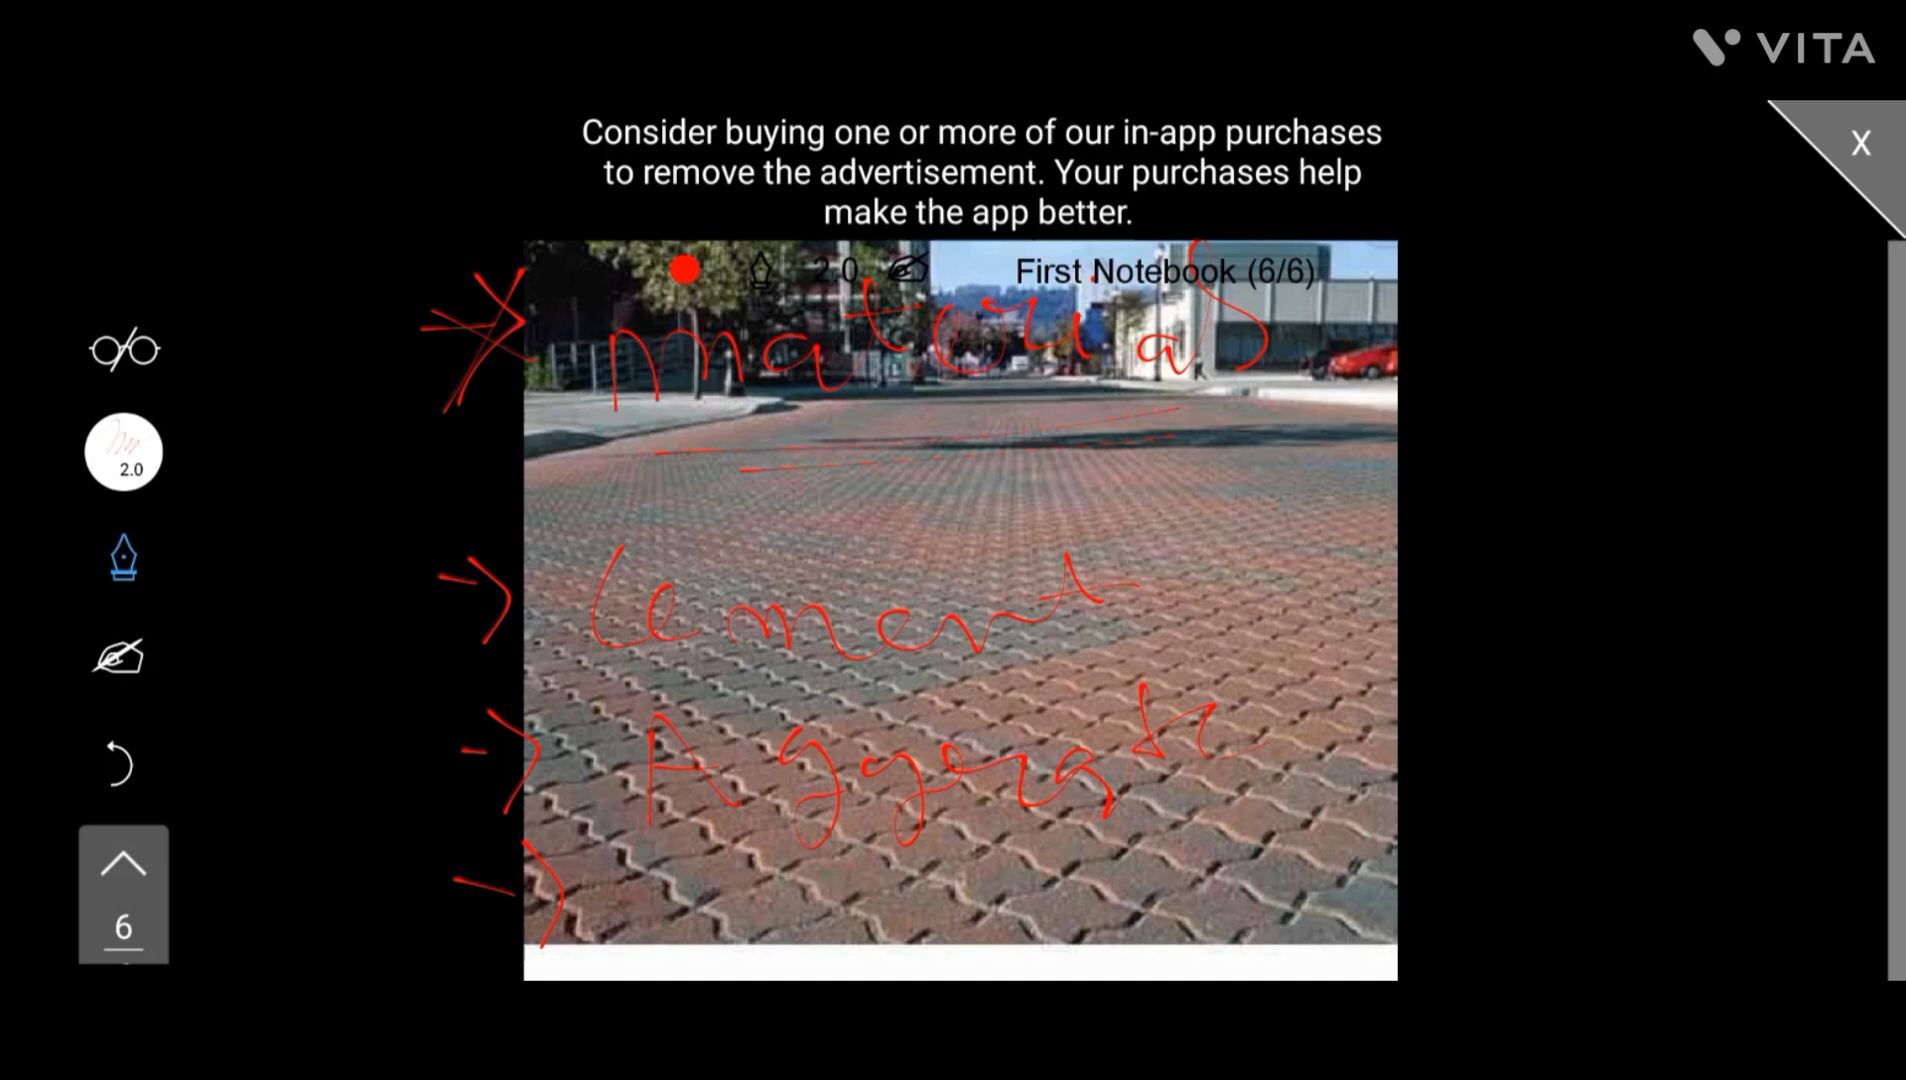 VITA
Consider buying one or more of our in-app purchases
to remove the advertisement. Your purchases help
make the app better.
X
2.0 First Notebook (6/6)
materials
2.0
Cement
Aggerate
6